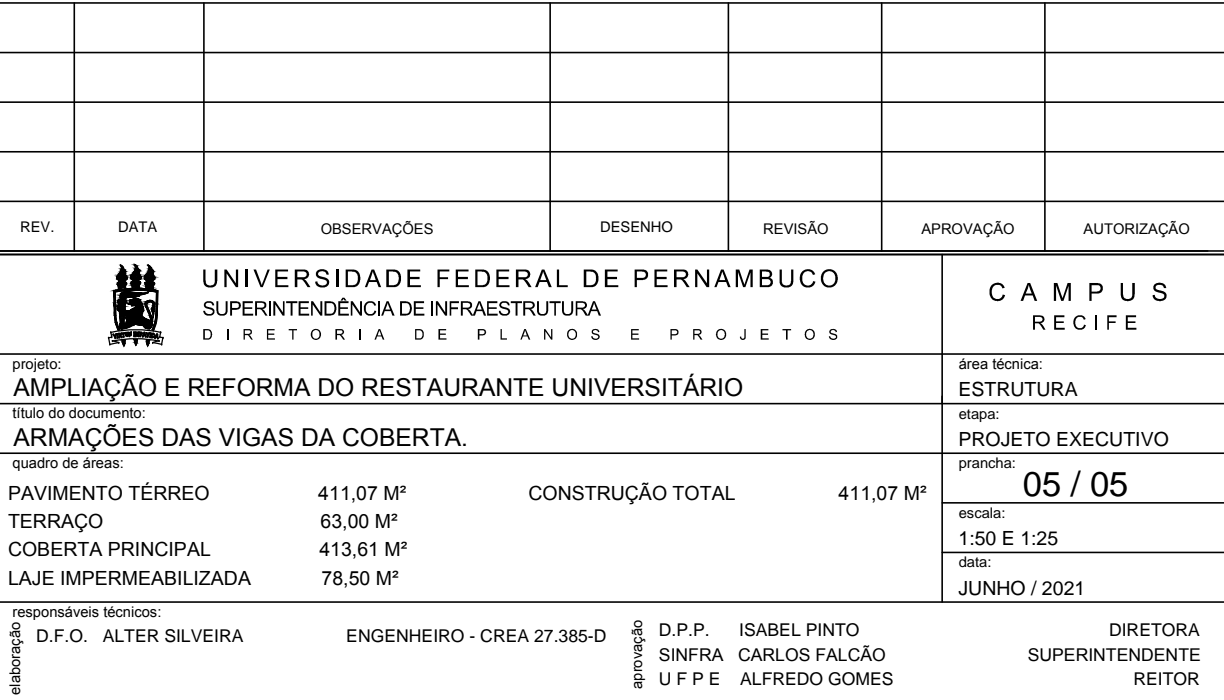 REV. DATA OBSERVAÇÕES DESENHO REVISÃO APROVAÇÃO AUTORIZAÇÃO
UNIVERSIDADE FEDERAL DE PERNAMBUCO
SUPERINTENDÊNCIA DE INFRAESTRUTURA
DIRETORIA DE PLANOS E PROJETOS
CAMPUS
RECIFE
projeto:
AMPLIAÇÃO E REFORMA DO RESTAURANTE UNIVERSITÁRIO
área técnica:
ESTRUTURA
título do documento:
ARMAÇÕES DAS VIGAS DA COBERTA.
etapa:
PROJETO EXECUTIVO
quadro de áreas:
PAVIMENTO TÉRREO 411,07 M² CONSTRUÇÃO TOTAL 411,07 M²
TERRAÇO 63,00 M²
COBERTA PRINCIPAL 413,61 M²
LAJE IMPERMEABILIZADA 78,50 M²
prancha:
05 / 05
escala:
1:50 E 1:25
data:
JUNHO / 2021
responsáveis técnicos:
elaboração
D.F.O. ALTER SILVEIRA ENGENHEIRO - CREA 27.385-D
aprovação
D.P.P. ISABEL PINTO DIRETORA
SINFRA CARLOS FALCÃO SUPERINTENDENTE
U F P E ALFREDO GOMES REITOR